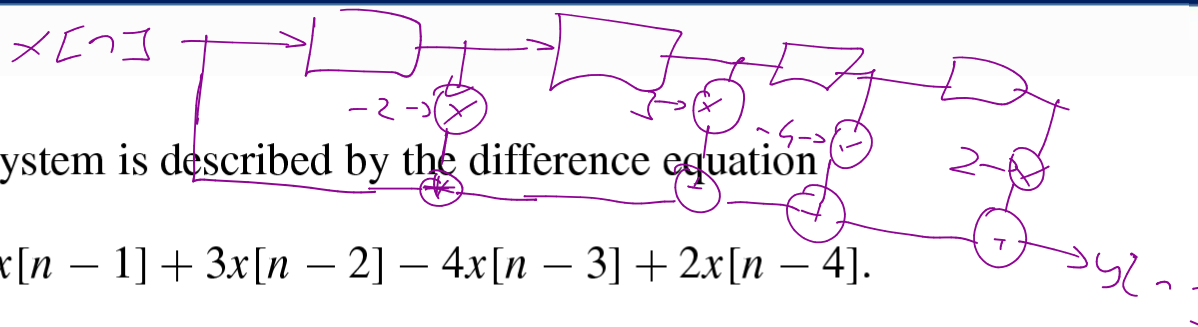 x[n]
-2
3
-4
ystem is described by the difference equation
2
x[n − 1] + 3x[n − 2] − 4x[n − 3] + 2x[n − 4].
y[n